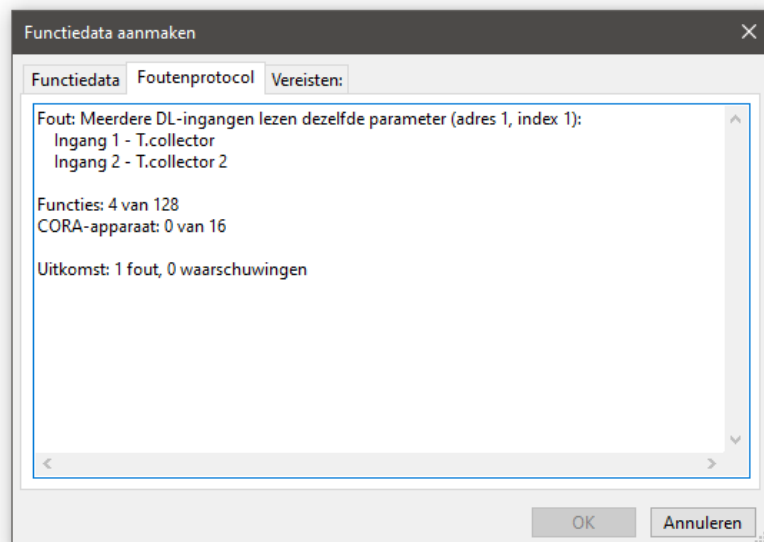 Functiedata aanmaken
Functiedata Foutenprotocol Vereisten:
Fout: Meerdere DL-ingangen lezen dezelfde parameter (adres 1, index 1):
Ingang 1 - T.collector
Ingang 2 - T.collector 2
Functies: 4 van 128
CORA-apparaat: 0 van 16
Uitkomst: 1 fout, 0 waarschuwingen
OK Annuleren